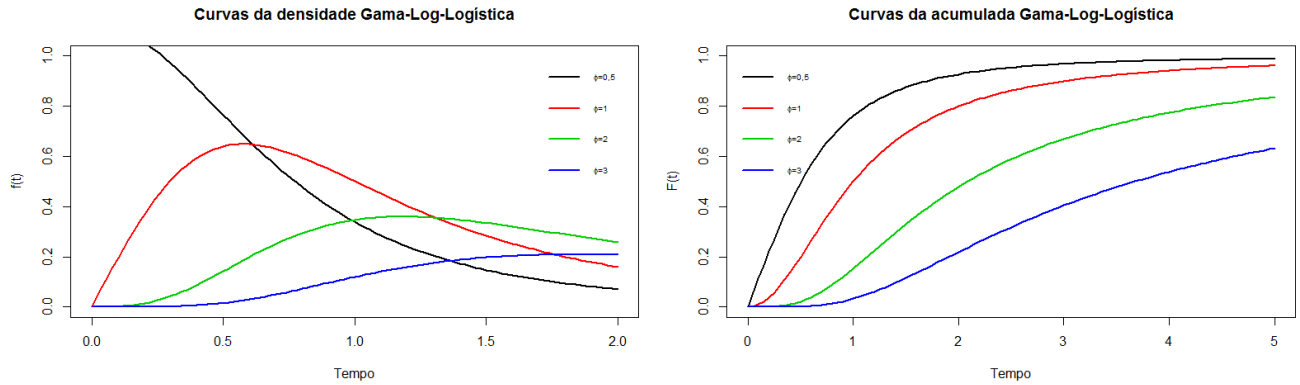 Curvas da densidade Gama-Log-Logística
f(t)
0.0
0.2
0.4
0.6
0.8
1.0
ϕ=0,5
ϕ=1
ϕ=2
ϕ=3
0.0 0.5 1.0 1.5 2.0
Tempo
Curvas da acumulada Gama-Log-Logística
F(t)
0.0
0.2
0.4
0.6
0.8
1.0
ϕ=0,5
ϕ=1
ϕ=2
ϕ=3
0 1 2 3 4 5
Tempo